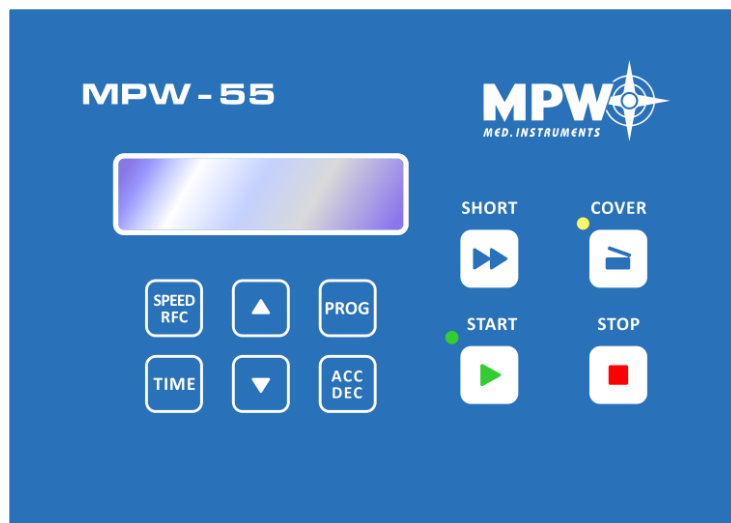 MPW - 55
MPW
MED. INSTRUMENTS
SHORT
COVER
SPEED
RFC
PROG
START
STOP
TIME
ACC
DEC